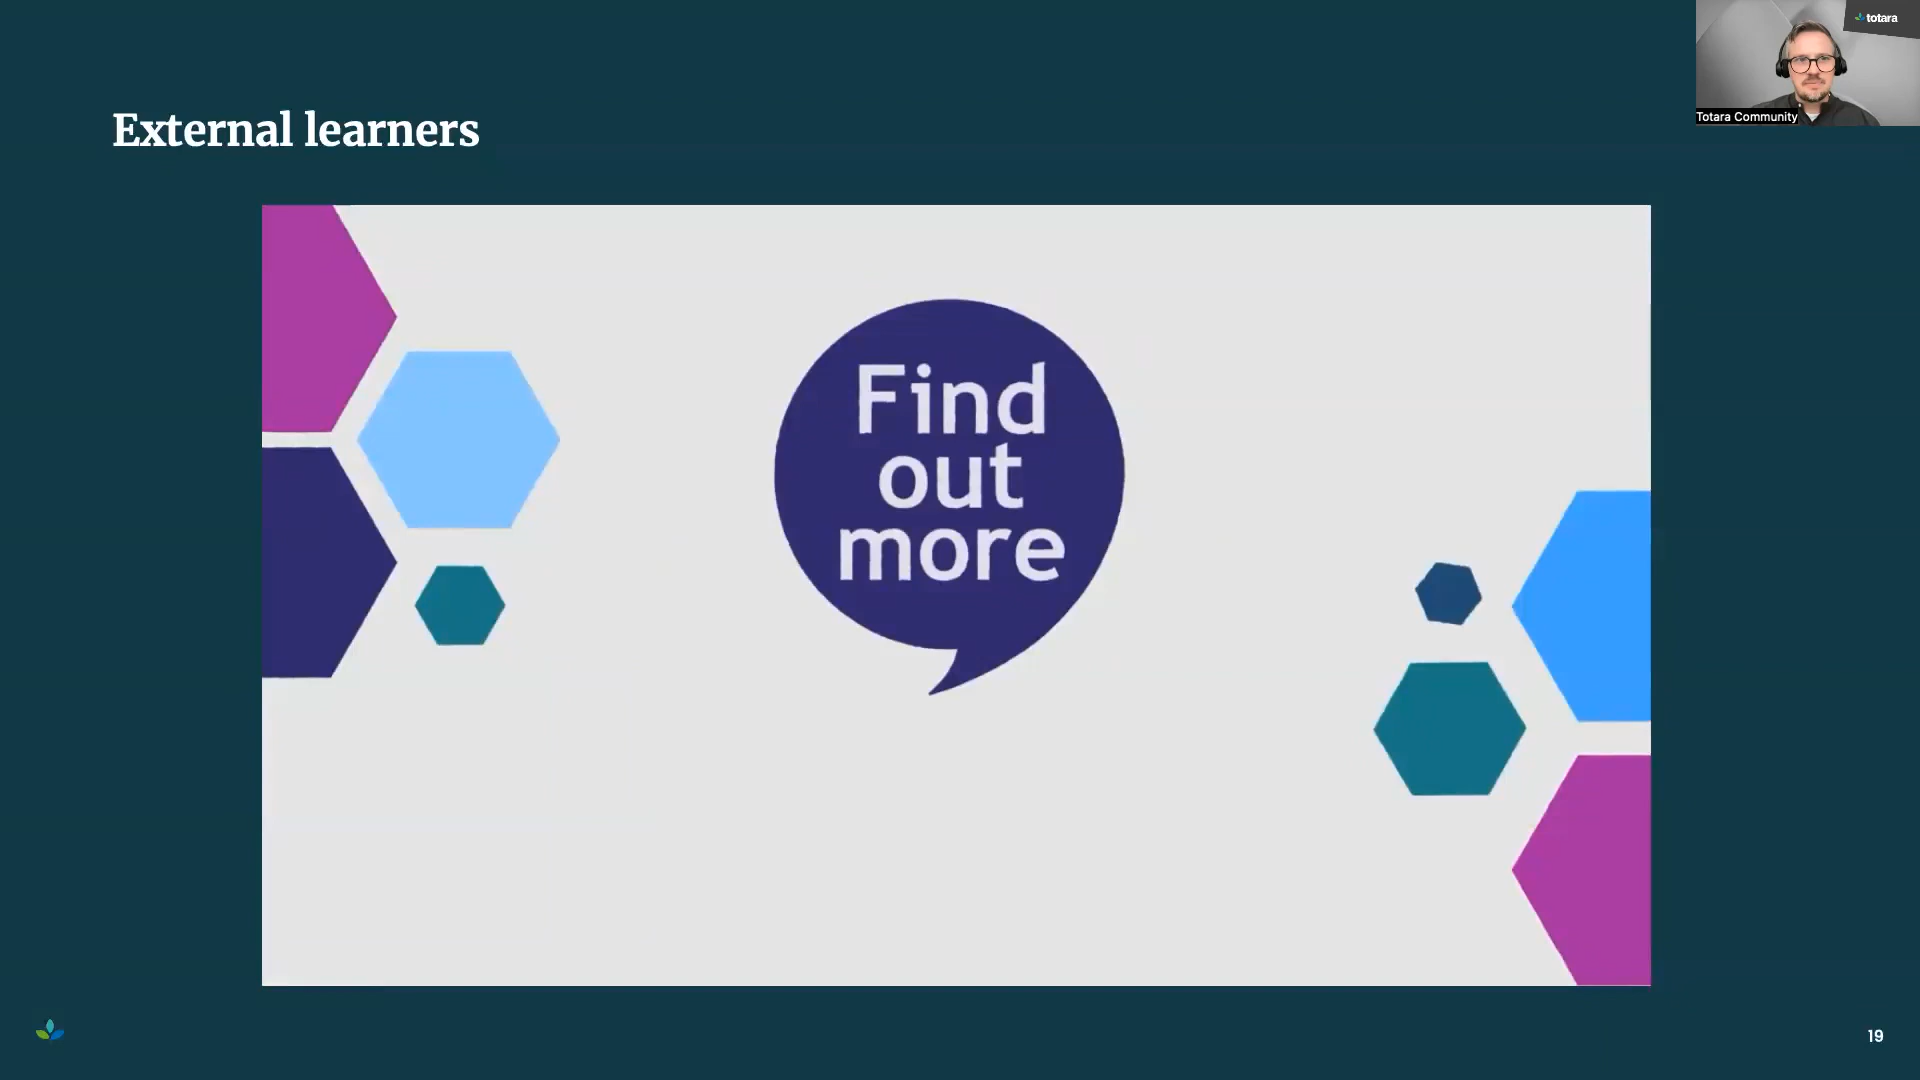 totara
Totara Community
External learners
Find
out
more
19